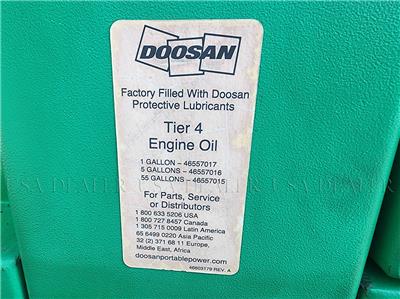 DOOSAN
Factory Filled With Doosan
Protective Lubricants
Tier 4
Engine Oil
1 GALLON – 46557017
5 GALLONS – 46557016
55 GALLONS – 46557015
For Parts, Service
or Distributors
1 800 633 5206 USA
1 800 727 8457 Canada
1 305 715 0009 Latin America
65 6499 0220 Asia Pacific
32 (2) 371 68 11 Europe,
Middle East, Africa
doosanportablepower.com
46603179 REV. A